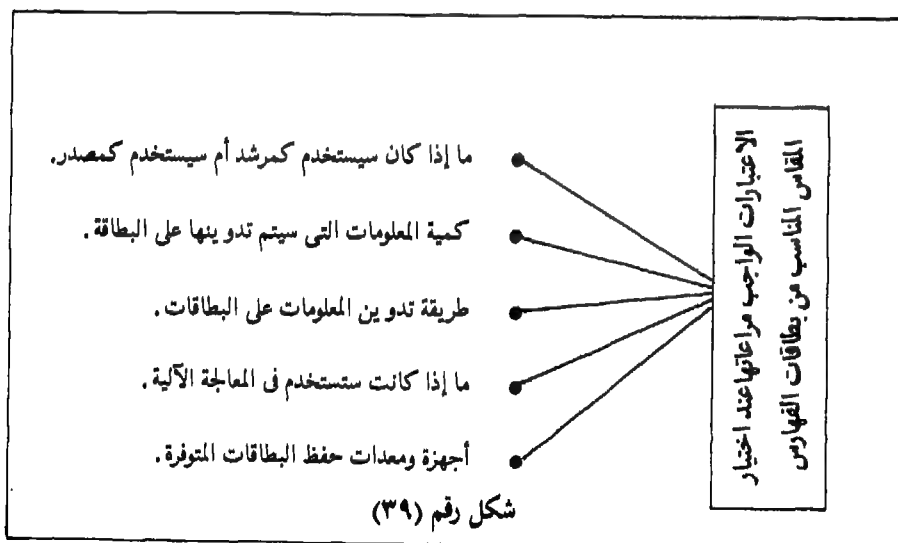 الاعتبارات الواجب مراعاتها عند اختيار
المقاس المناسب من بطاقات الفهارس
ما إذا كان سيستخدم كمرشد أم سيستخدم كمصدر.
كمية المعلومات التى سيتم تدوينها على البطاقة.
طريقة تدوين المعلومات على البطاقات.
ما إذا كانت ستستخدم فى المعالجة الآلية.
أجهزة ومعدات حفظ البطاقات المتوفرة.
شكل رقم (٣٩)